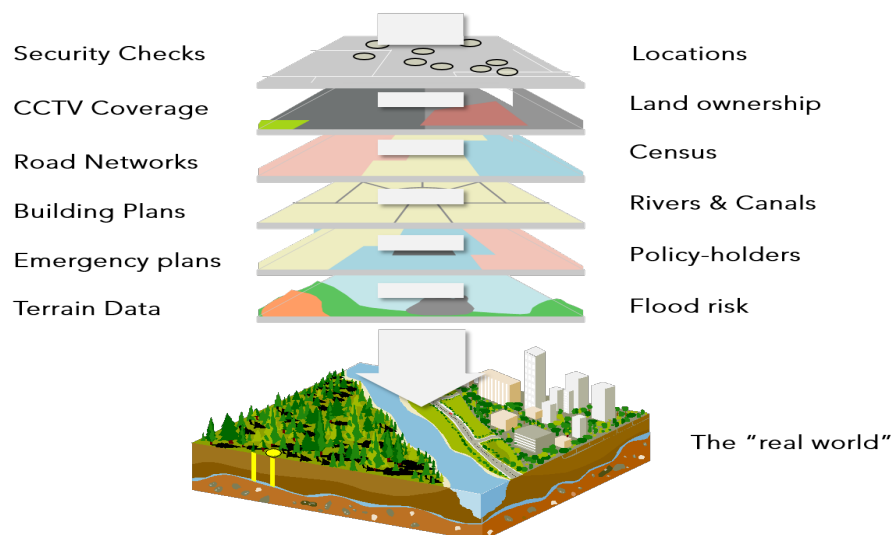 Security Checks
Locations
CCTV Coverage
Land ownership
Road Networks
Census
Building Plans
Rivers & Canals
Emergency plans
Policy-holders
Terrain Data
Flood risk
The “real world”